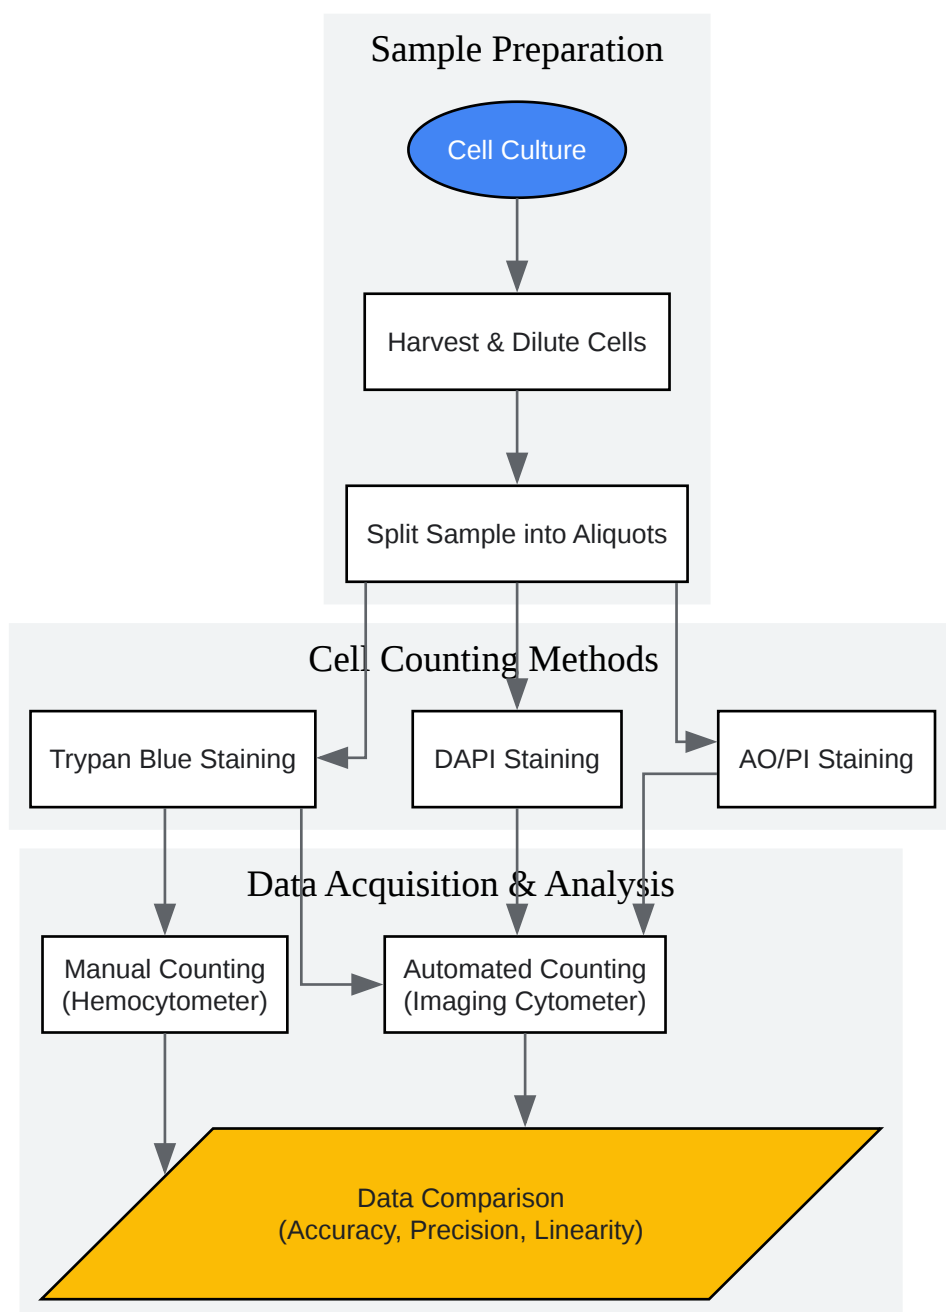 Sample Preparation
Cell Culture
Harvest & Dilute Cells
Split Sample into Aliquots
Cell Counting Methods
Trypan Blue Staining
DAPI Staining
AO/PI Staining
Data Acquisition & Analysis
Manual Counting
(Hemocytometer)
Automated Counting
(Imaging Cytometer)
Data Comparison
(Accuracy, Precision, Linearity)